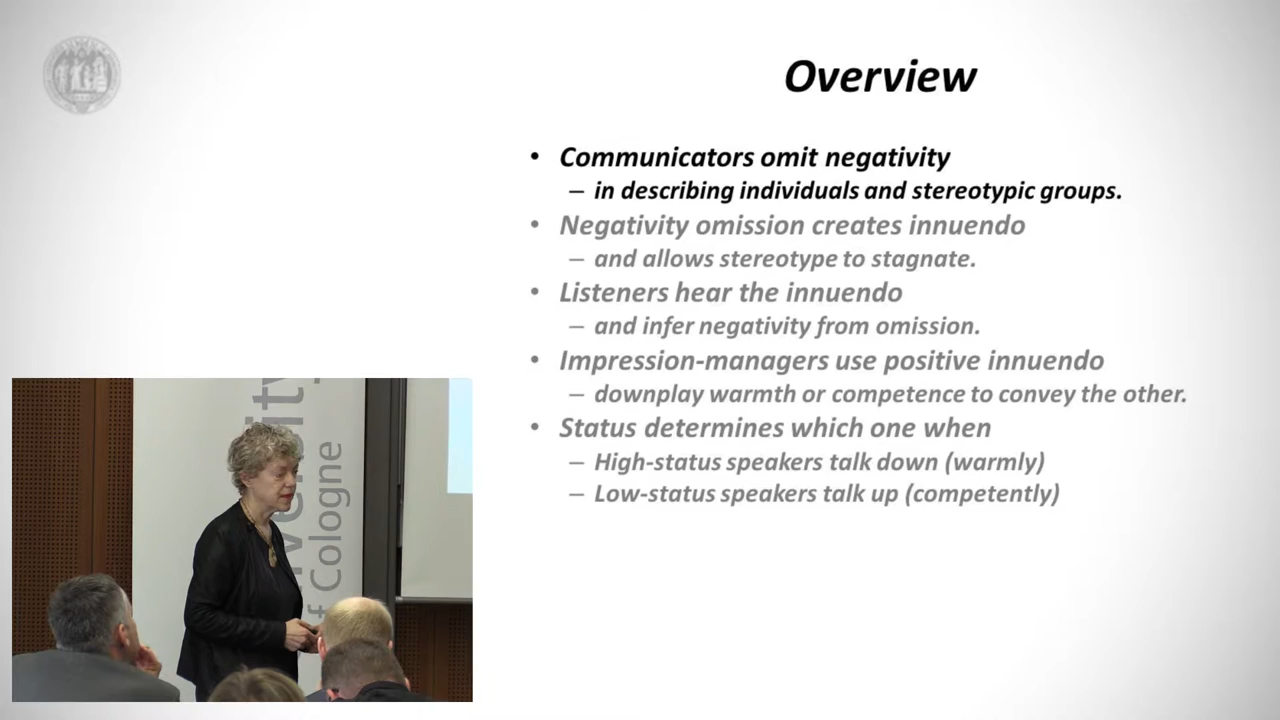 Overview
• Communicators omit negativity
– in describing individuals and stereotypic groups.
• Negativity omission creates innuendo
– and allows stereotype to stagnate.
• Listeners hear the innuendo
– and infer negativity from omission.
• Impression-managers use positive innuendo
– downplay warmth or competence to convey the other.
• Status determines which one when
– High-status speakers talk down (warmly)
– Low-status speakers talk up (competently)
Cologne